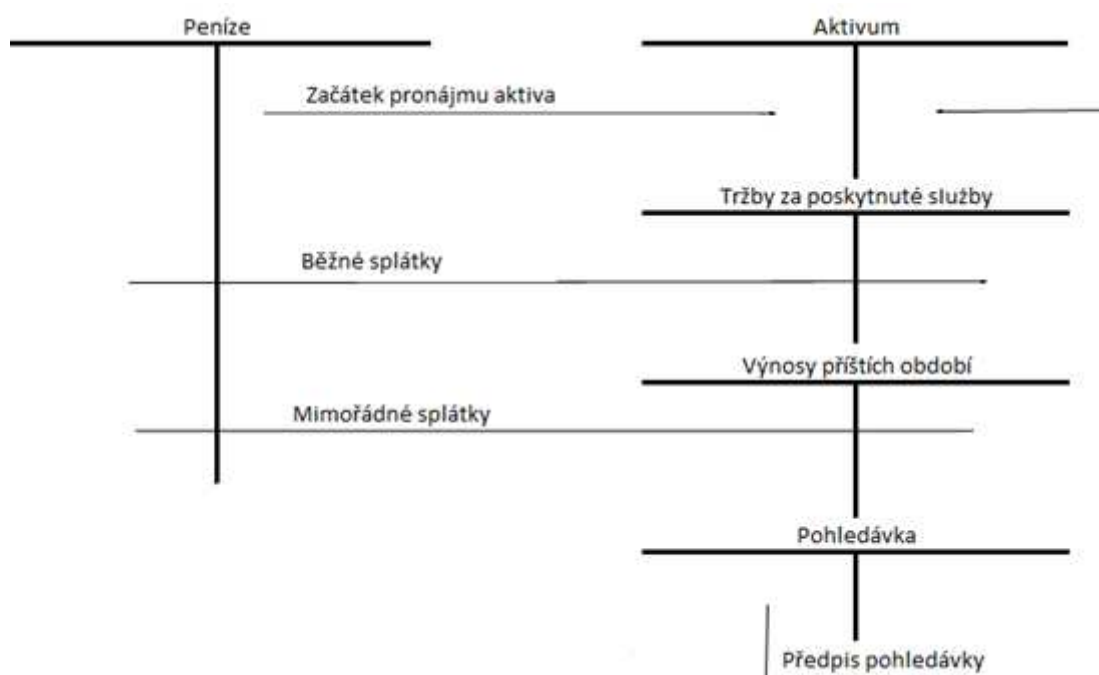 Peníze
Aktivum
Začátek pronájmu aktiva
Tržby za poskytnuté služby
Běžné splátky
Výnosy příštích období
Mimořádné splátky
Pohledávka
Předpis pohledávky